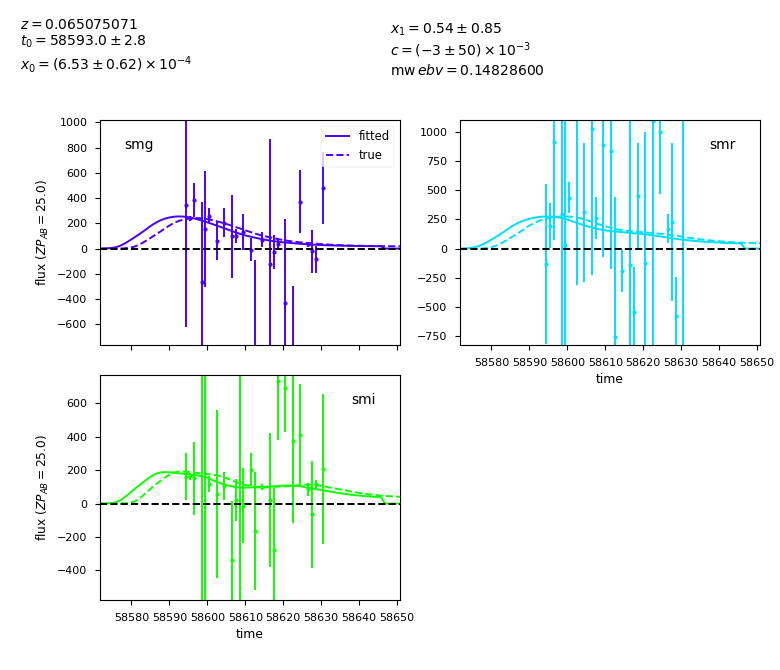 z = 0.065075071
t₀ = 58593.0 ± 2.8
x₀ = (6.53 ± 0.62) × 10⁻⁴
x₁ = 0.54 ± 0.85
c = (−3 ± 50) × 10⁻³
mw ebv = 0.14828600
smg
fitted
true
1000
800
600
400
200
0
−200
−400
−600
flux (ZP_AB = 25.0)
smr
1000
750
500
250
0
−250
−500
−750
58580 58590 58600 58610 58620 58630 58640 58650
time
smi
600
400
200
0
−200
−400
flux (ZP_AB = 25.0)
58580 58590 58600 58610 58620 58630 58640 58650
time